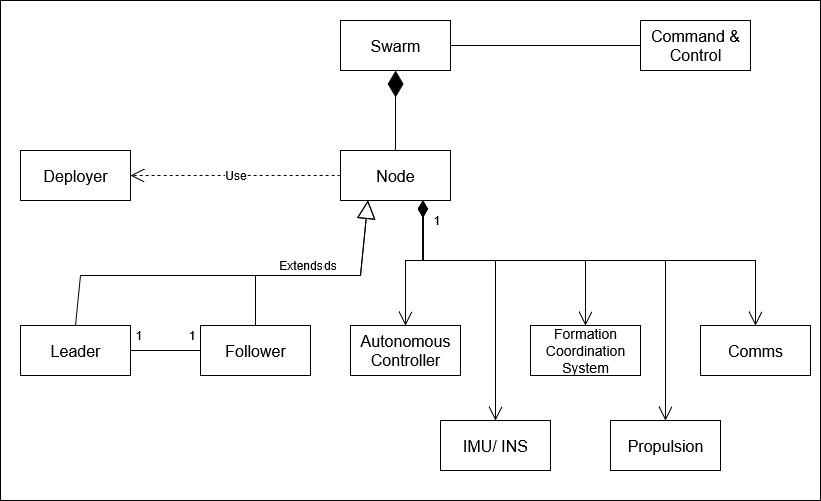 Swarm
Command &
Control
Deployer
Use
Node
1
Extendsds
1
1
Leader
Follower
Autonomous
Controller
Formation
Coordination
System
Comms
IMU/ INS
Propulsion